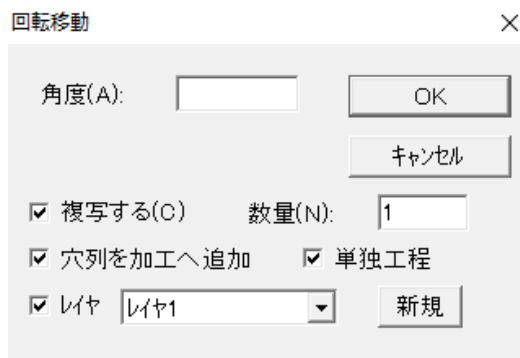 回転移動
角度(A):
OK
キャンセル
複写する(C) 数量(N): 1
穴列を加工へ追加 単独工程
レイヤ レイヤ1 新規